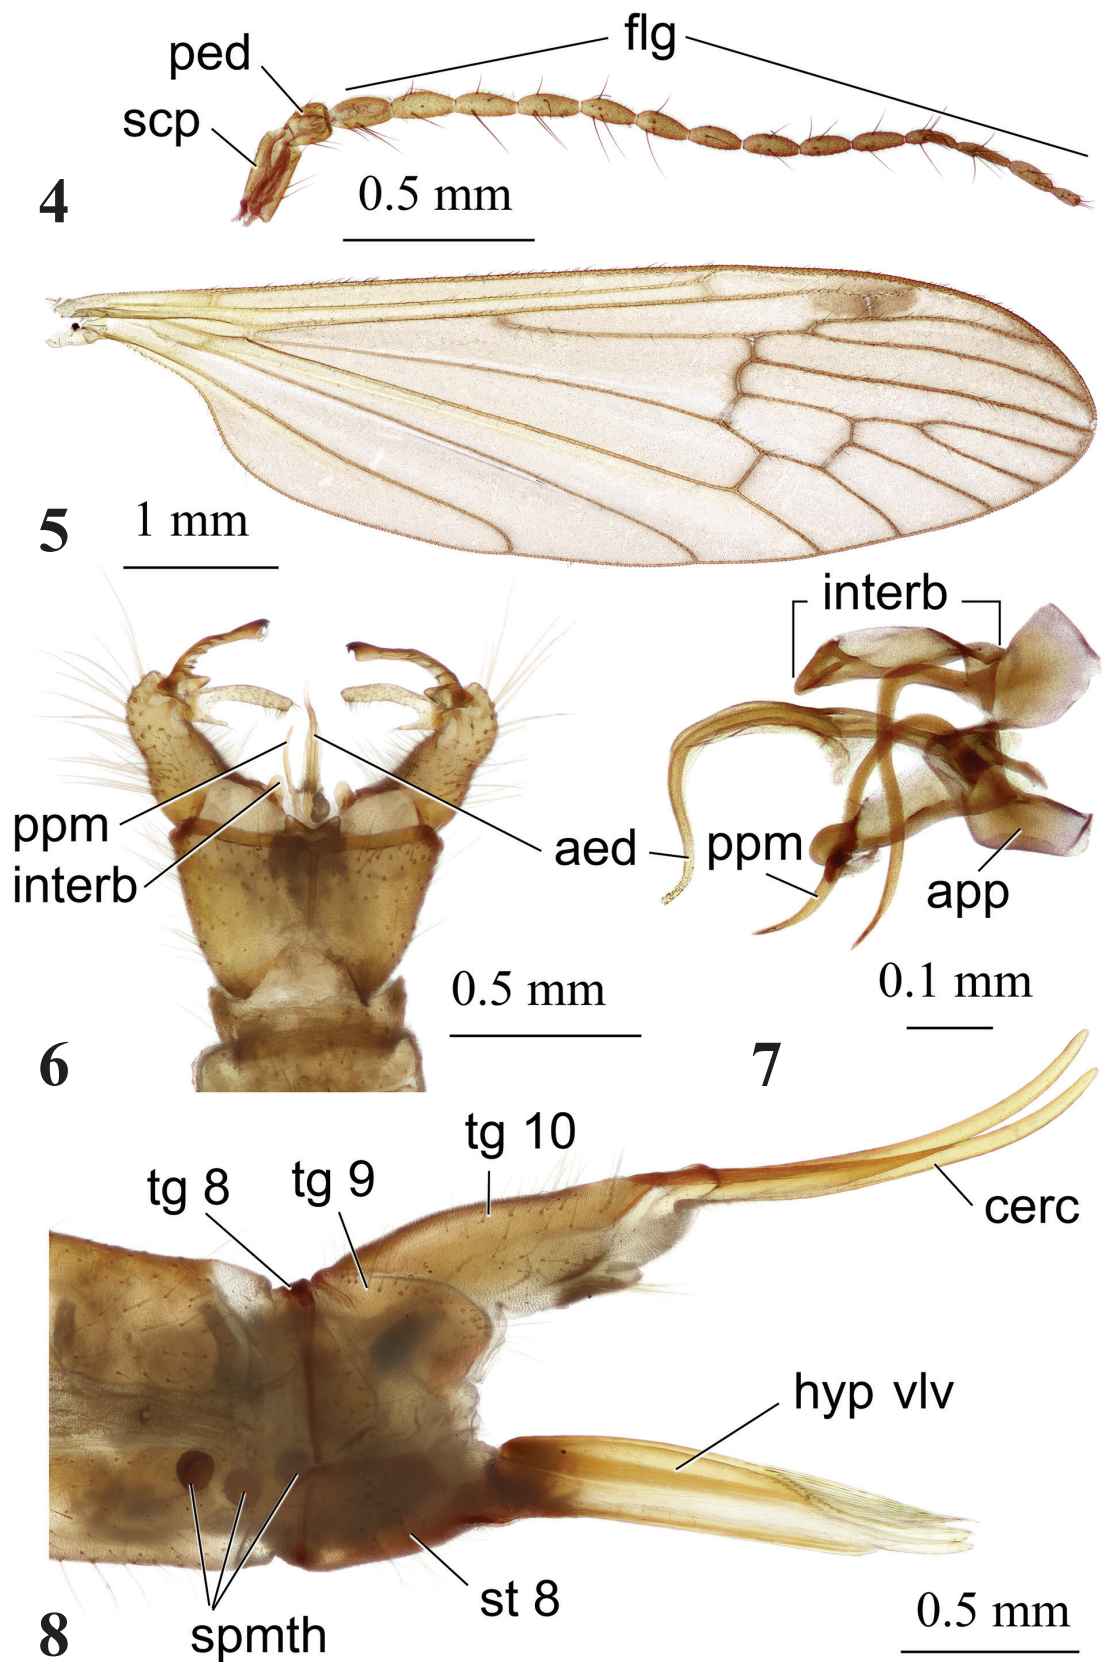 flg
ped
scp
4
0.5 mm
5
1 mm
interb
ppm
interb
aed
ppm
app
0.5 mm
0.1 mm
6
7
tg 10
tg 8
tg 9
cerc
hyp vlv
st 8
spmth
8
0.5 mm